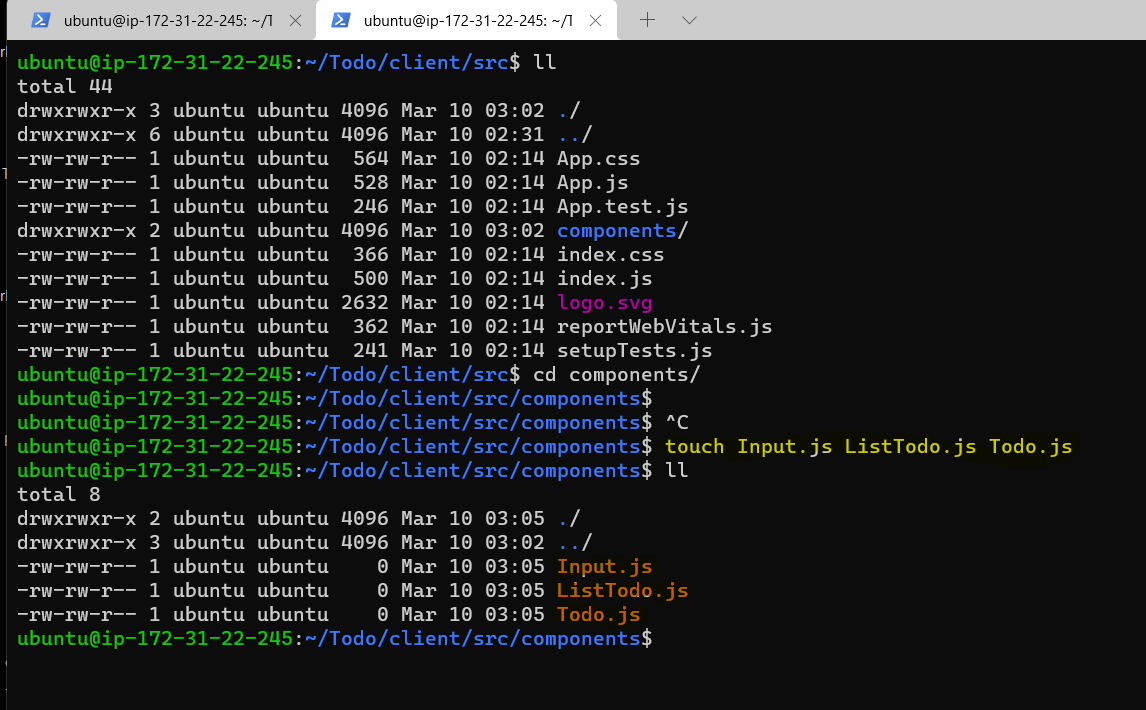 ubuntu@ip-172-31-22-245: ~/T ubuntu@ip-172-31-22-245: ~/T
ubuntu@ip-172-31-22-245:~/Todo/client/src$ ll
total 44
drwxrwxr-x 3 ubuntu ubuntu 4096 Mar 10 03:02 ./
drwxrwxr-x 6 ubuntu ubuntu 4096 Mar 10 02:31 ../
-rw-rw-r-- 1 ubuntu ubuntu  564 Mar 10 02:14 App.css
-rw-rw-r-- 1 ubuntu ubuntu  528 Mar 10 02:14 App.js
-rw-rw-r-- 1 ubuntu ubuntu  246 Mar 10 02:14 App.test.js
drwxrwxr-x 2 ubuntu ubuntu 4096 Mar 10 03:02 components/
-rw-rw-r-- 1 ubuntu ubuntu  366 Mar 10 02:14 index.css
-rw-rw-r-- 1 ubuntu ubuntu  500 Mar 10 02:14 index.js
-rw-rw-r-- 1 ubuntu ubuntu 2632 Mar 10 02:14 logo.svg
-rw-rw-r-- 1 ubuntu ubuntu  362 Mar 10 02:14 reportWebVitals.js
-rw-rw-r-- 1 ubuntu ubuntu  241 Mar 10 02:14 setupTests.js
ubuntu@ip-172-31-22-245:~/Todo/client/src$ cd components/
ubuntu@ip-172-31-22-245:~/Todo/client/src/components$
ubuntu@ip-172-31-22-245:~/Todo/client/src/components$ ^C
ubuntu@ip-172-31-22-245:~/Todo/client/src/components$ touch Input.js ListTodo.js Todo.js
ubuntu@ip-172-31-22-245:~/Todo/client/src/components$ ll
total 8
drwxrwxr-x 2 ubuntu ubuntu 4096 Mar 10 03:05 ./
drwxrwxr-x 3 ubuntu ubuntu 4096 Mar 10 03:02 ../
-rw-rw-r-- 1 ubuntu ubuntu    0 Mar 10 03:05 Input.js
-rw-rw-r-- 1 ubuntu ubuntu    0 Mar 10 03:05 ListTodo.js
-rw-rw-r-- 1 ubuntu ubuntu    0 Mar 10 03:05 Todo.js
ubuntu@ip-172-31-22-245:~/Todo/client/src/components$